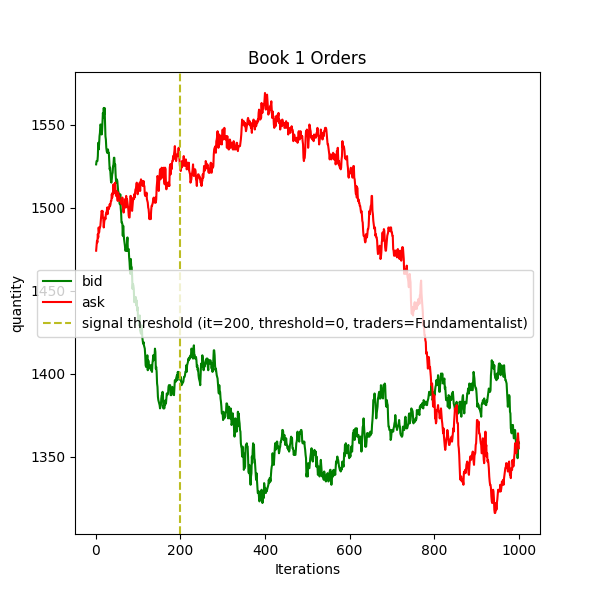 Book 1 Orders
1550
1500
1450
1400
1350
quantity
bid
ask
signal threshold (it=200, threshold=0, traders=Fundamentalist)
0 200 400 600 800 1000
Iterations